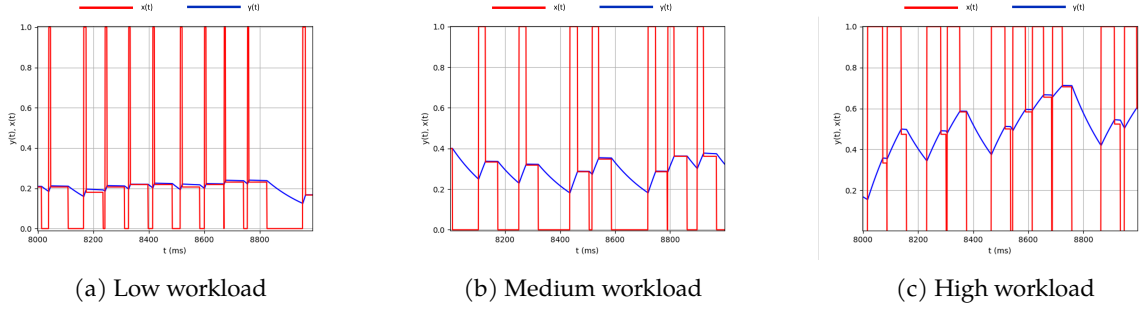 x(t) y(t)
1.0
0.8
0.6
0.4
0.2
0.0
y(t), x(t)
8000 8200 8400 8600 8800
t (ms)
(a) Low workload
x(t) y(t)
1.0
0.8
0.6
0.4
0.2
0.0
y(t), x(t)
8200 8400 8600 8800
t (ms)
(b) Medium workload
x(t) y(t)
1.0
0.8
0.6
0.4
0.2
y(t), x(t)
8000 8200 8400 8600 8800
t (ms)
(c) High workload